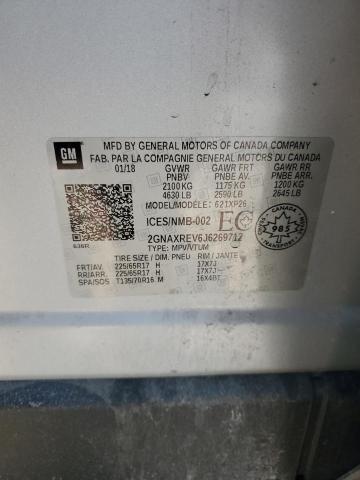 GM
MFD BY GENERAL MOTORS OF CANADA COMPANY
FAB. PAR LA COMPAGNIE GENERAL MOTORS DU CANADA
01/18 GVWR GAWR FRT GAWR RR
PNBV PNBE AV. PNBE ARR.
2100 KG 1175 KG 1200 KG
4630 LB 2590 LB 2645 LB
MODEL/MODELE: 621XP26
ICES/NMB-002 EC
2GNAXREV6J6269712
TYPE: MPV/VTUM
985
TIRE SIZE / DIM. PNEU RIM / JANTE
FRT/AV. 225/65R17 H 17X7J
RR/ARR. 225/65R17 H 17X7J
SPA/SOS T135/70R16 M 16X4BT